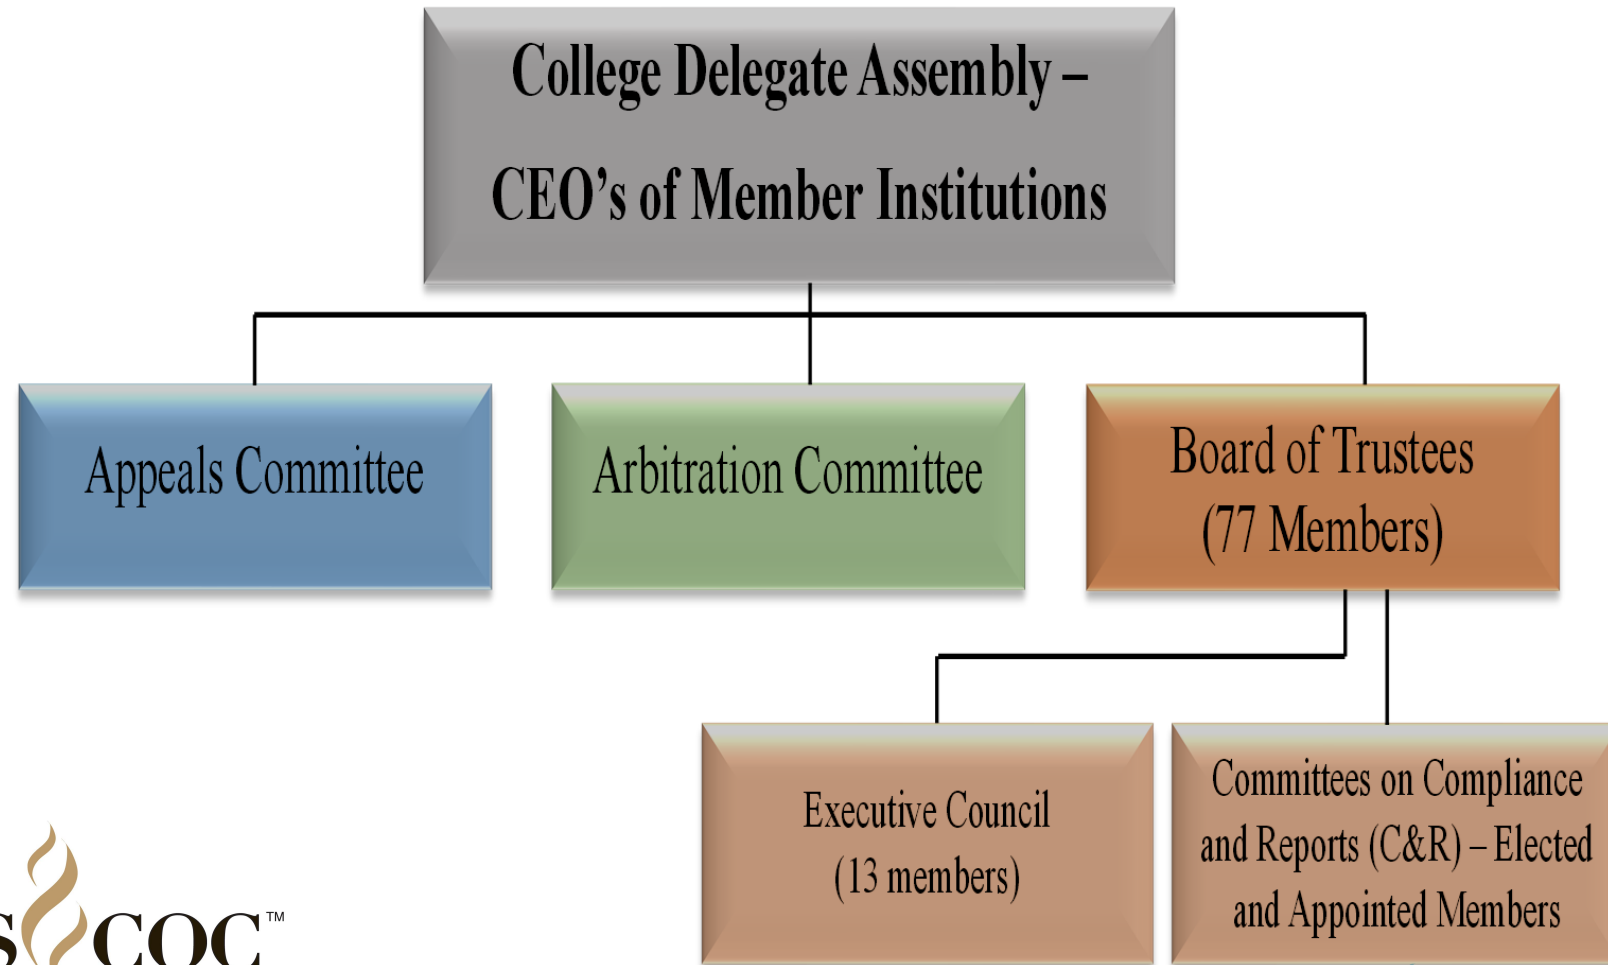 College Delegate Assembly –
CEO’s of Member Institutions
Appeals Committee
Arbitration Committee
Board of Trustees
(77 Members)
Executive Council
(13 members)
Committees on Compliance
and Reports (C&R) – Elected
and Appointed Members
S COC™